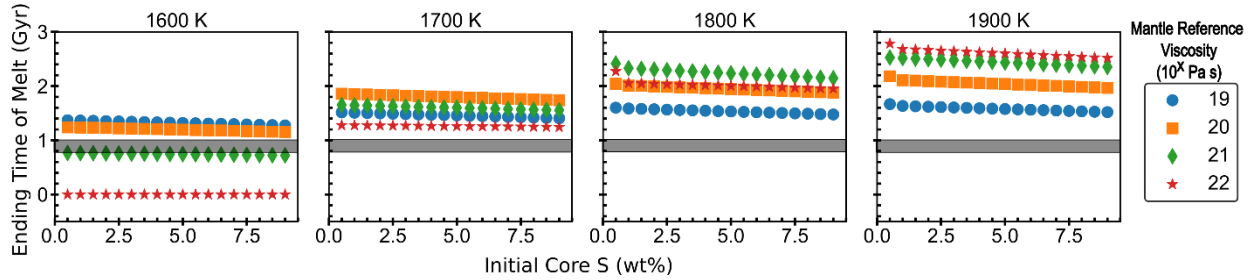 1600 K
1700 K
1800 K
1900 K
Ending Time of Melt (Gyr)
3
2
1
0
0.0 2.5 5.0 7.5
0.0 2.5 5.0 7.5
0.0 2.5 5.0 7.5
0.0 2.5 5.0 7.5
Initial Core S (wt%)
Mantle Reference
Viscosity
(10^X Pa s)
19
20
21
22